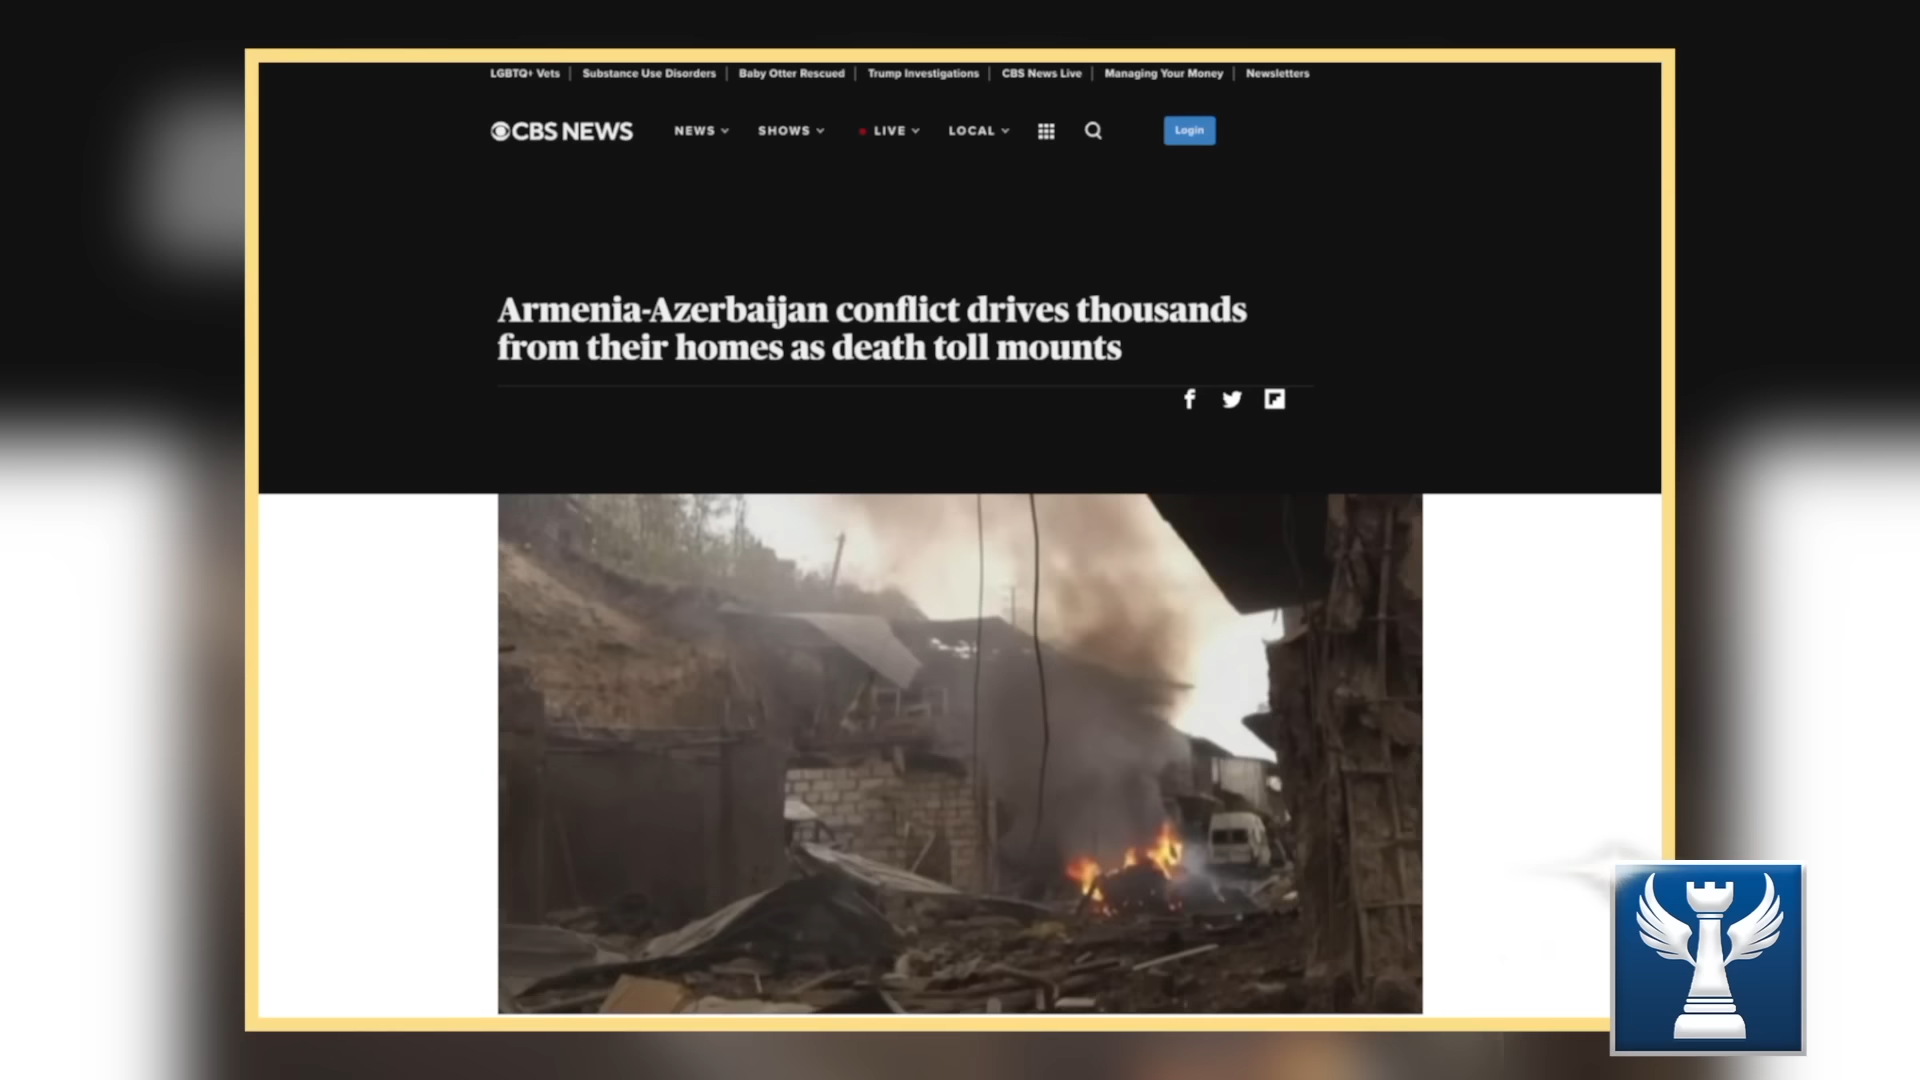 LGBTQ+ Vets | Substance Use Disorders | Baby Otter Rescued | Trump Investigations | CBS News Live | Managing Your Money | Newsletters
CBS NEWS NEWS SHOWS LIVE LOCAL Login
Armenia-Azerbaijan conflict drives thousands
from their homes as death toll mounts